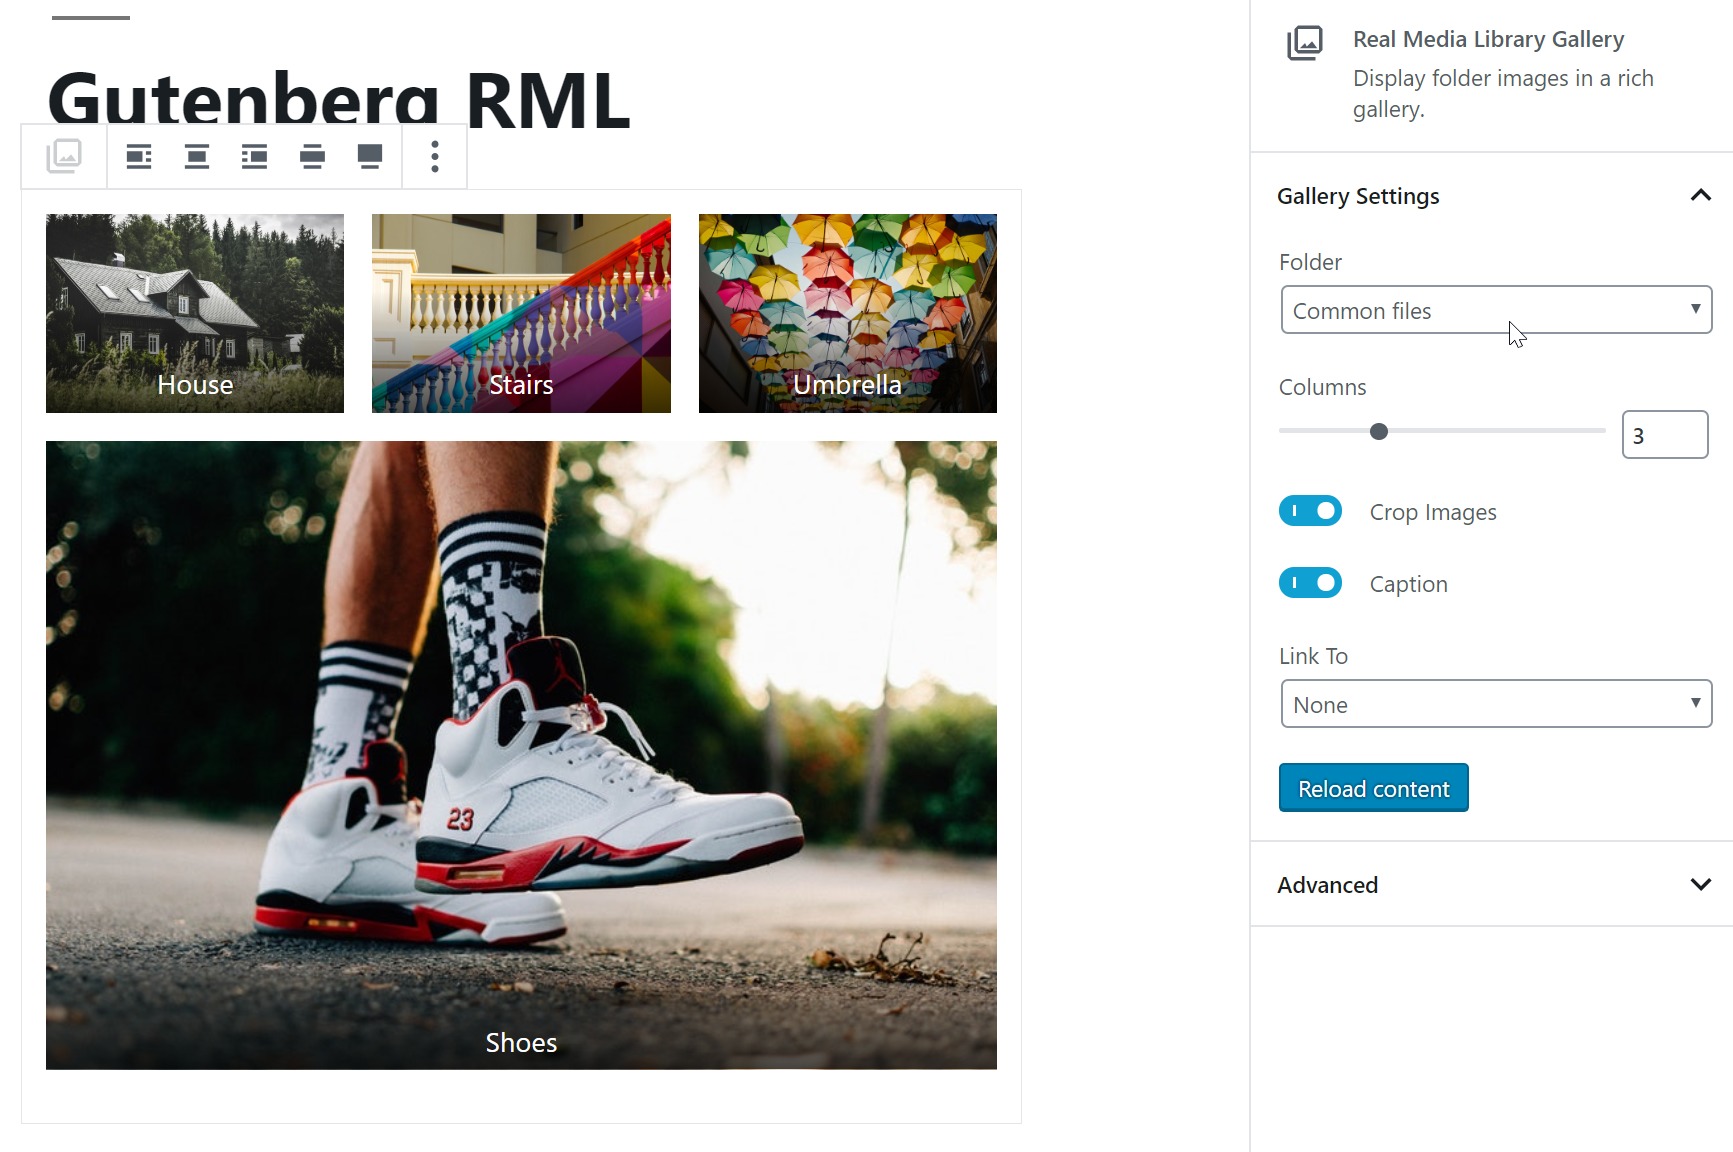 Gutenberg RML
House
Stairs
Umbrella
23
Shoes
Real Media Library Gallery
Display folder images in a rich
gallery.
Gallery Settings
Folder
Common files
Columns
3
Crop Images
Caption
Link To
None
Reload content
Advanced